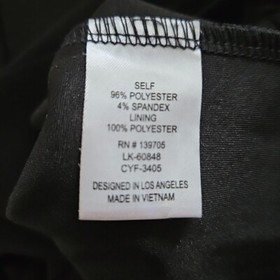 SELF
96% POLYESTER
4% SPANDEX
LINING
100% POLYESTER
RN # 139705
LK-60848
CYF-3405
DESIGNED IN LOS ANGELES
MADE IN VIETNAM